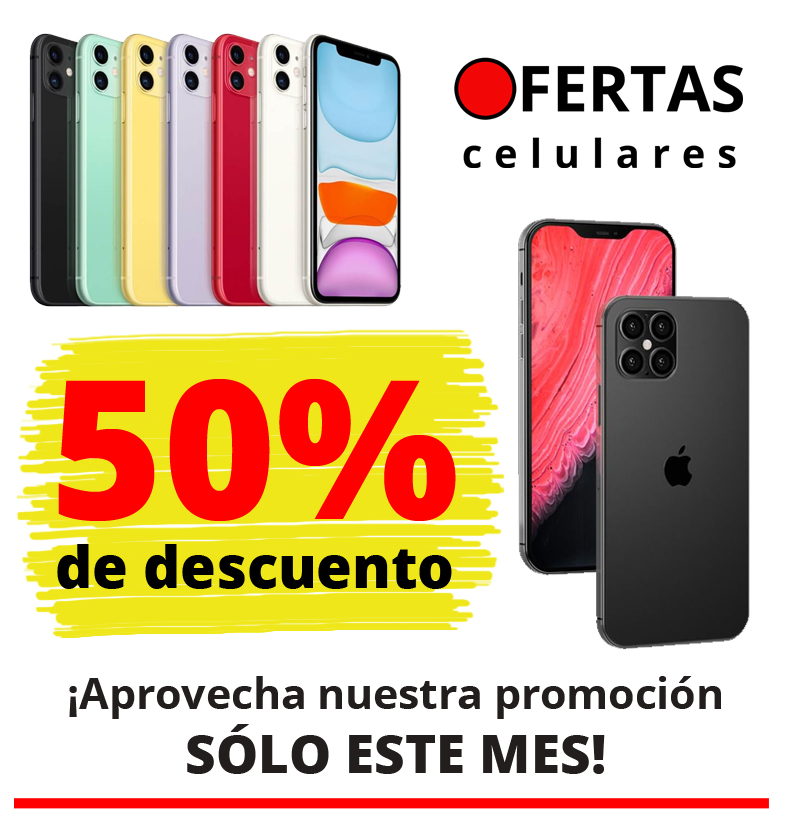 OFERTAS
celulares
50%
de descuento
¡Aprovecha nuestra promoción
SÓLO ESTE MES!